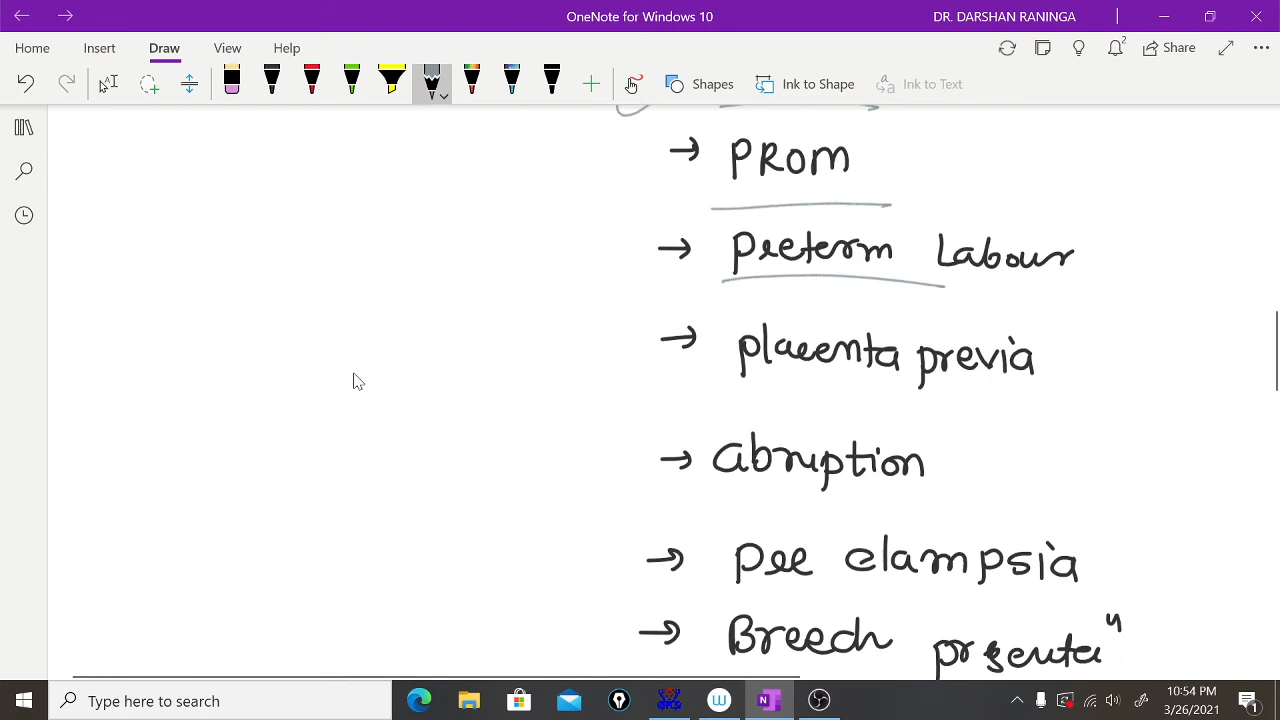 OneNote for Windows 10
DR. DARSHAN RANINGA
Home Insert Draw View Help
Share
Shapes Ink to Shape Ink to Text
→ PROM
→ Preterm Labour
→ placenta previa
→ abruption
→ Pre elampsia
→ Breech presentaⁿ
Type here to search
10:54 PM
3/26/2021